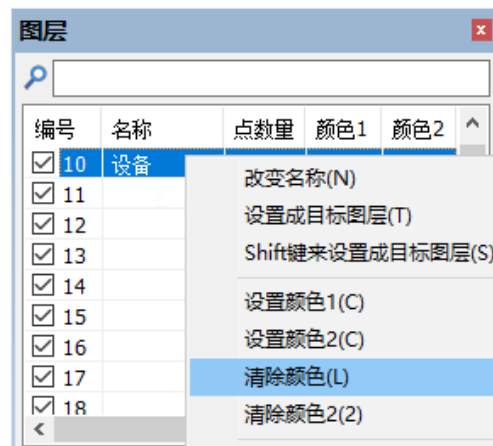 图层
编号 名称 点数量 颜色1 颜色2
10 设备
11
12
13
14
15
16
17
18
改变名称(N)
设置成目标图层(T)
Shift键来设置成目标图层(S)
设置颜色1(C)
设置颜色2(C)
清除颜色(L)
清除颜色2(2)